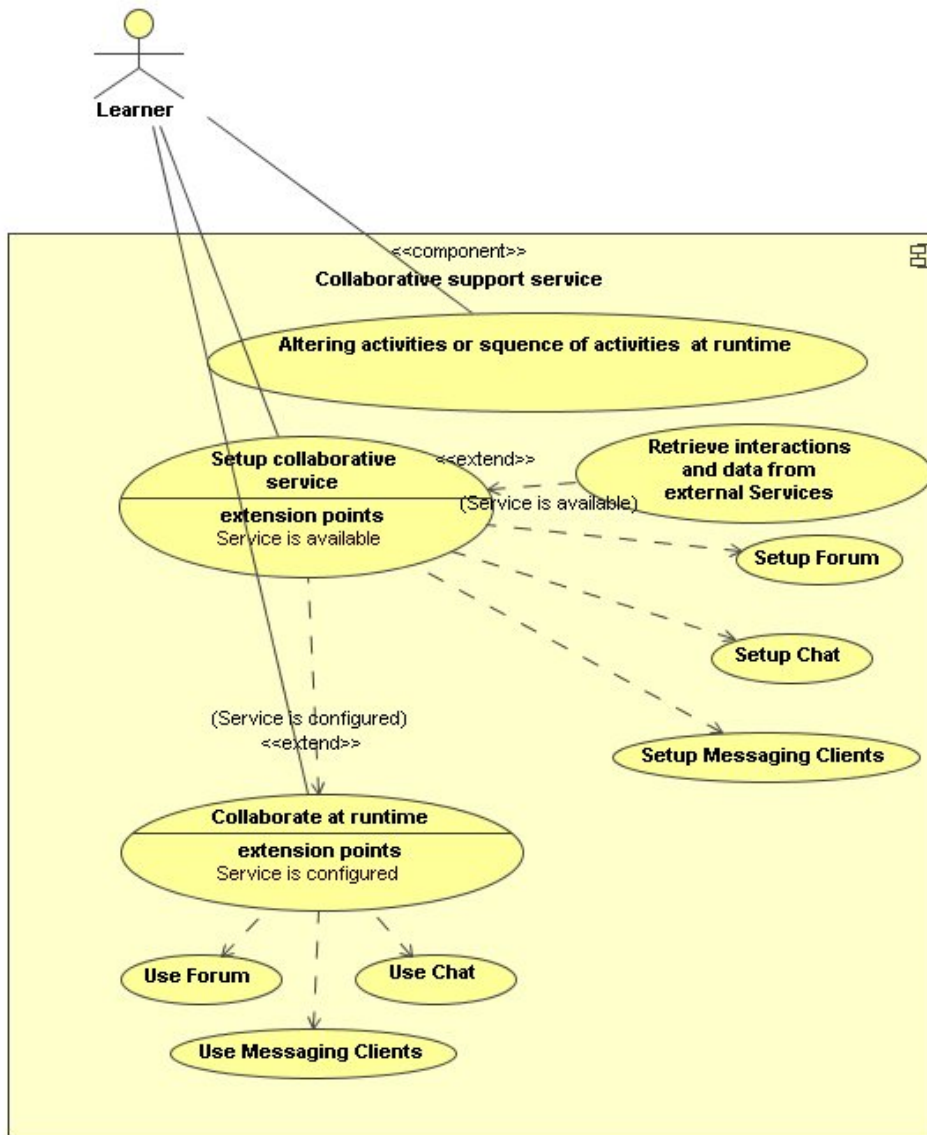 Learner
<<component>>
Collaborative support service
Altering activities or squence of activities at runtime
Setup collaborative
service
extension points
Service is available
<<extend>>
(Service is available)
Retrieve interactions
and data from
external Services
Setup Forum
Setup Chat
Setup Messaging Clients
(Service is configured)
<<extend>>
Collaborate at runtime
extension points
Service is configured
Use Forum
Use Chat
Use Messaging Clients